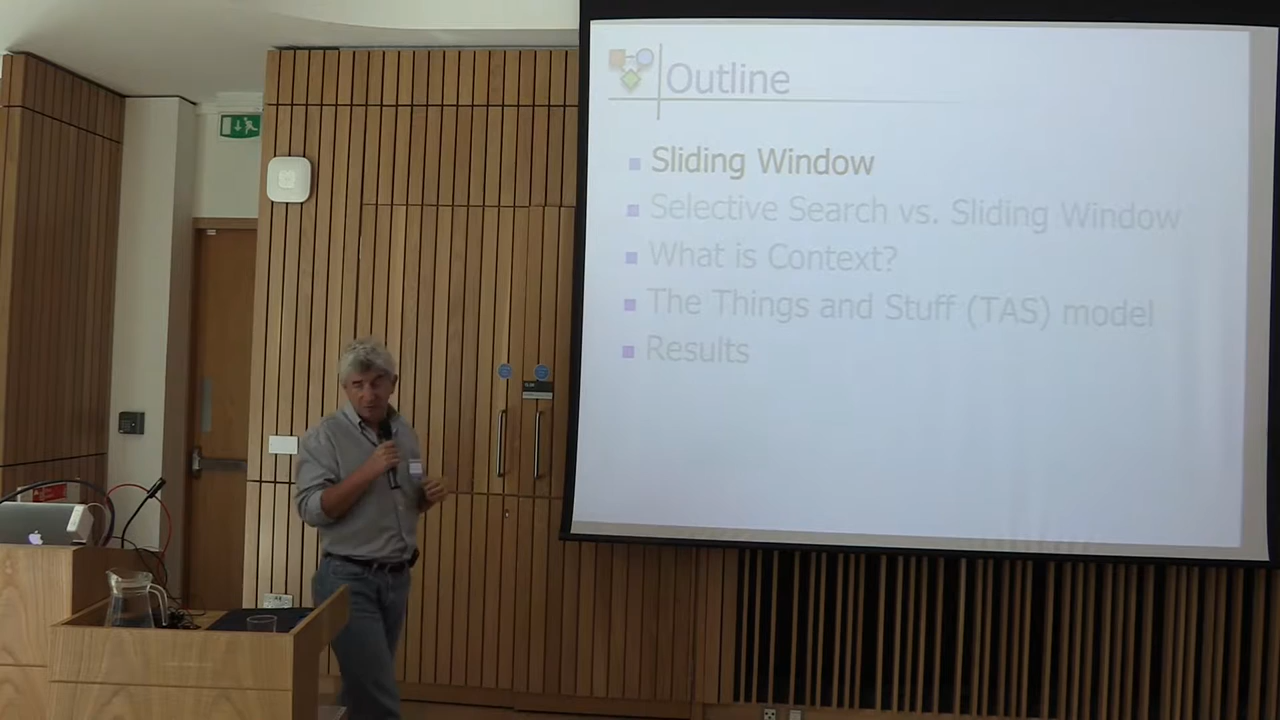 Outline
Sliding Window
Selective Search vs. Sliding Window
What is Context?
The Things and Stuff (TAS) model
Results